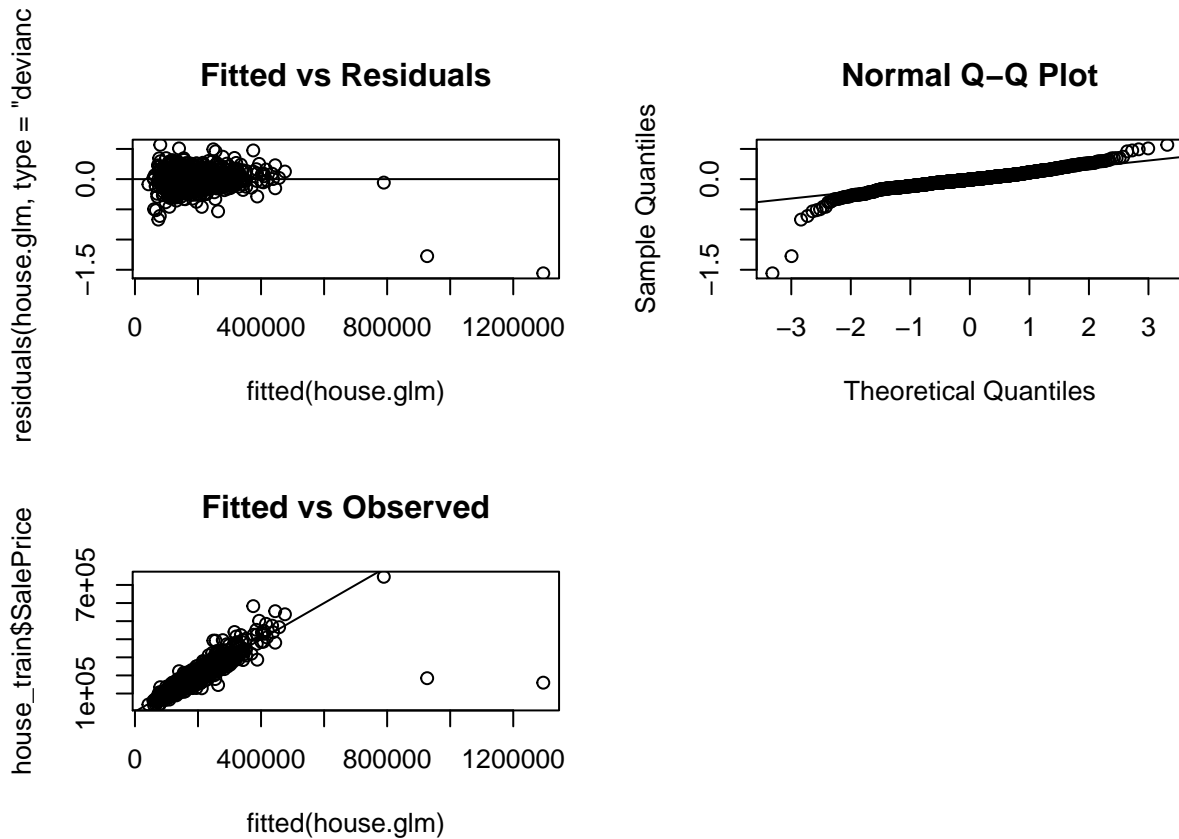 Fitted vs Residuals
residuals(house.glm, type = "devianc
0.0
−1.5
0 400000 800000 1200000
fitted(house.glm)
Normal Q−Q Plot
Sample Quantiles
0.0
−1.5
−3 −2 −1 0 1 2 3
Theoretical Quantiles
Fitted vs Observed
house_train$SalePrice
7e+05
1e+05
0 400000 800000 1200000
fitted(house.glm)